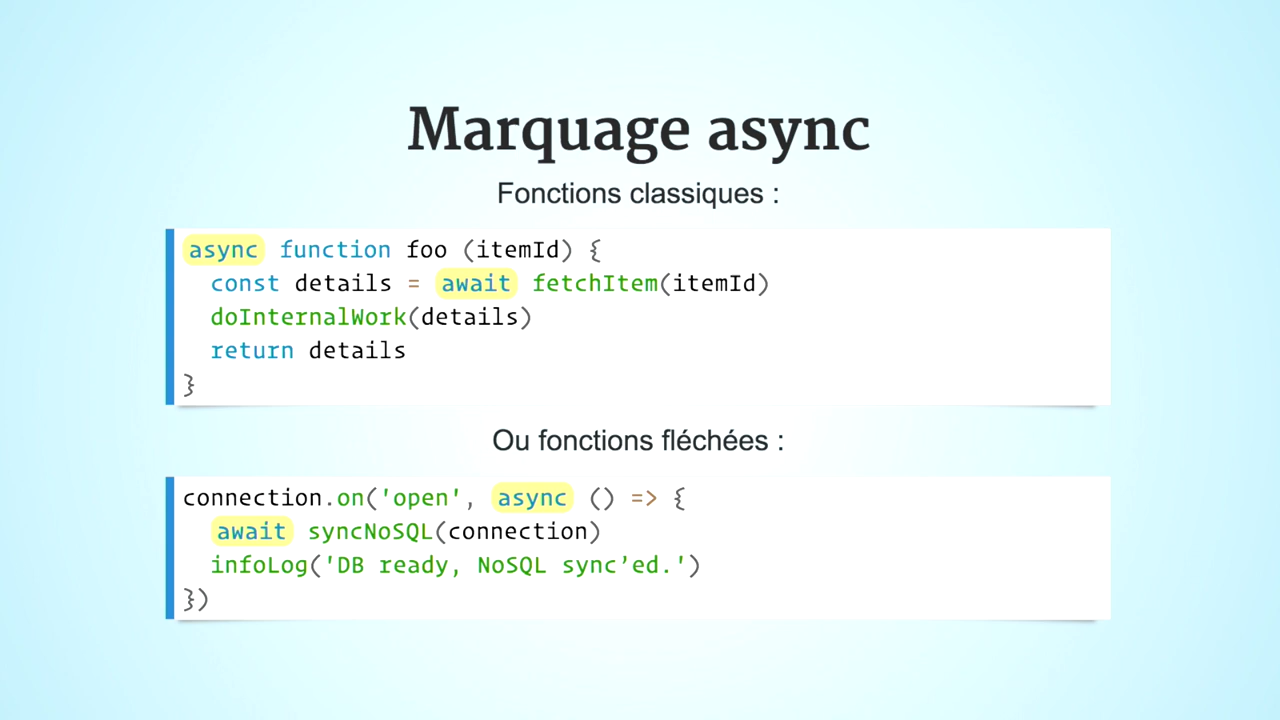 Marquage async
Fonctions classiques :
async function foo (itemId) {
  const details = await fetchItem(itemId)
  doInternalWork(details)
  return details
}
Ou fonctions fléchées :
connection.on('open', async () => {
  await syncNoSQL(connection)
  infoLog('DB ready, NoSQL sync’ed.')
})